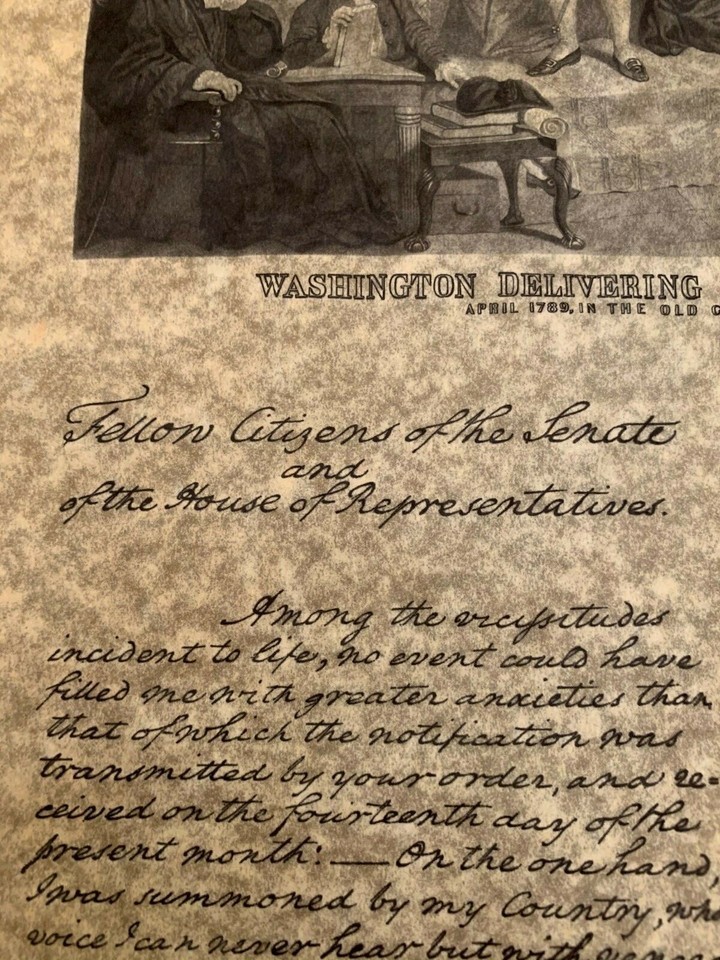 WASHINGTON DELIVERING
APRIL 1789, IN THE OLD C
Fellow Citizens of the Senate
and
of the House of Representatives.
Among the vicissitudes
incident to life, no event could have
filled me with greater anxieties than
that of which the notification was
transmitted by your order, and re=
ceived on the fourteenth day of the
present month: — On the one hand,
I was summoned by my Country, who
voice I can never hear but with